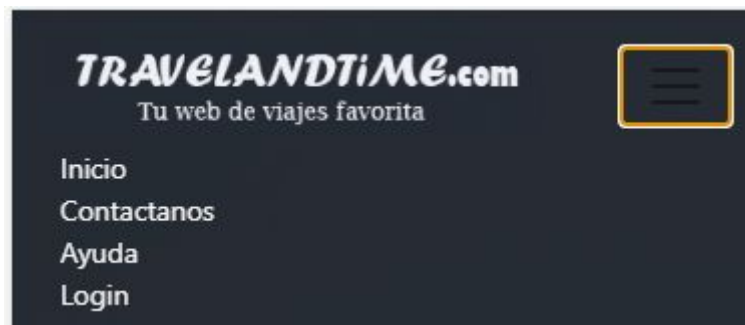 TRAVELANDTiME.com
Tu web de viajes favorita
Inicio
Contactanos
Ayuda
Login